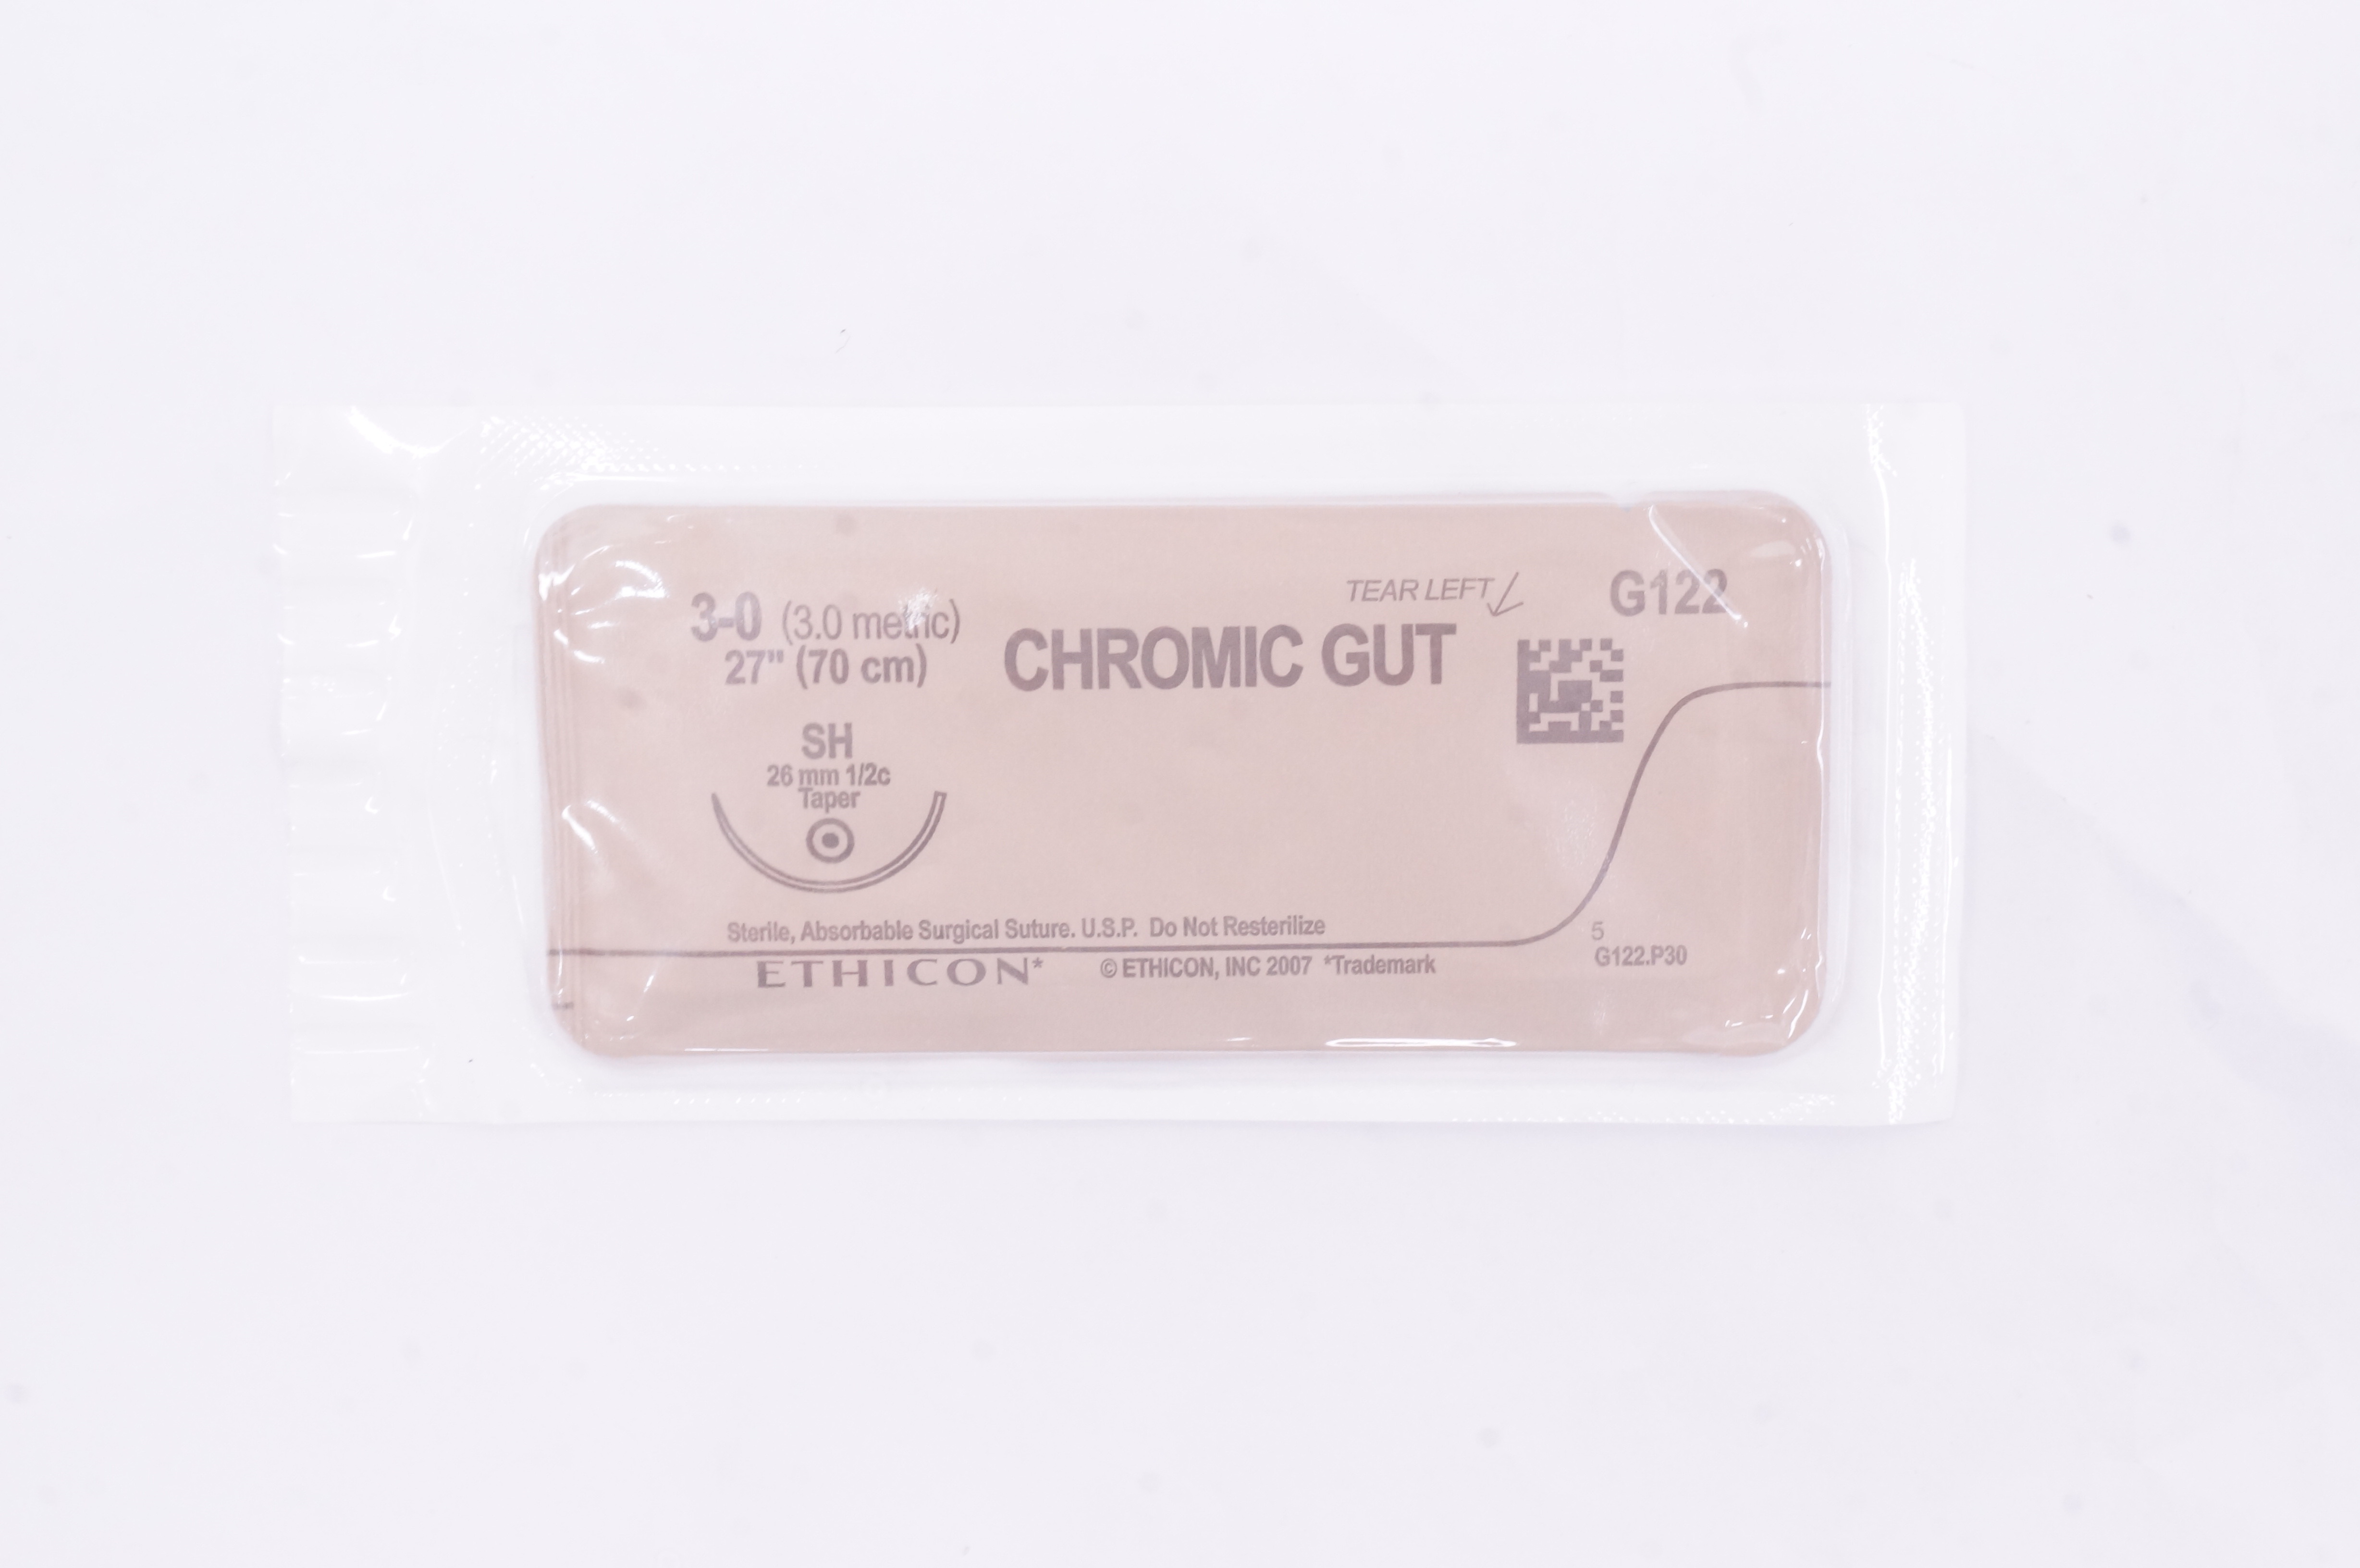 TEAR LEFT
G122
3-0 (3.0 metric)
27" (70 cm)
CHROMIC GUT
SH
26 mm 1/2c
Taper
Sterile, Absorbable Surgical Suture. U.S.P. Do Not Resterilize
5
G122.P30
ETHICON* © ETHICON, INC 2007 *Trademark